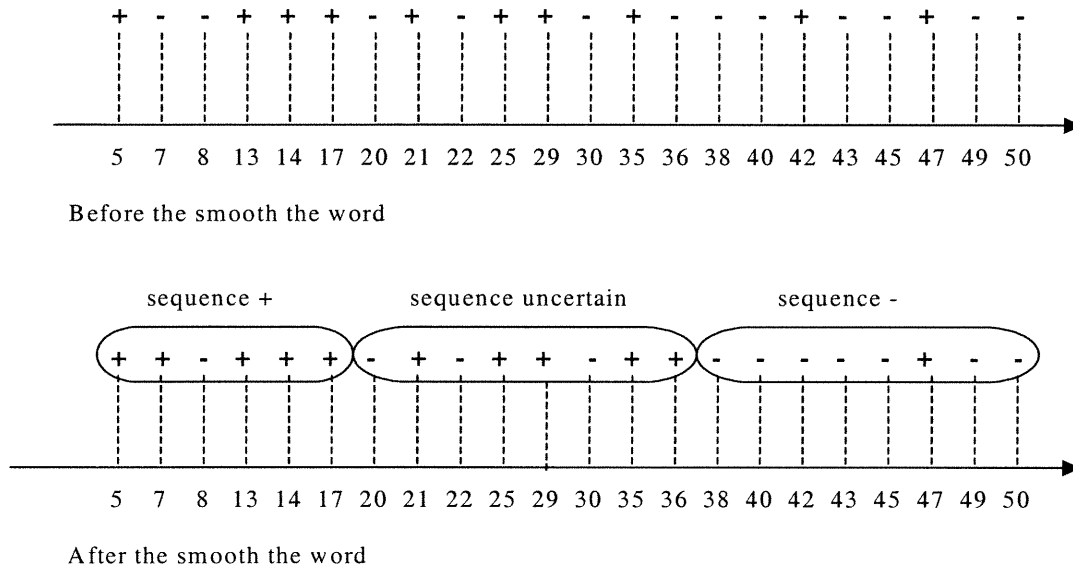 + - - + + + - + - + + - + - - - + - - + - -
5 7 8 13 14 17 20 21 22 25 29 30 35 36 38 40 42 43 45 47 49 50
Before the smooth the word
sequence + sequence uncertain sequence -
+ + - + + + - + - + + - + + - - - - - + - -
5 7 8 13 14 17 20 21 22 25 29 30 35 36 38 40 42 43 45 47 49 50
After the smooth the word